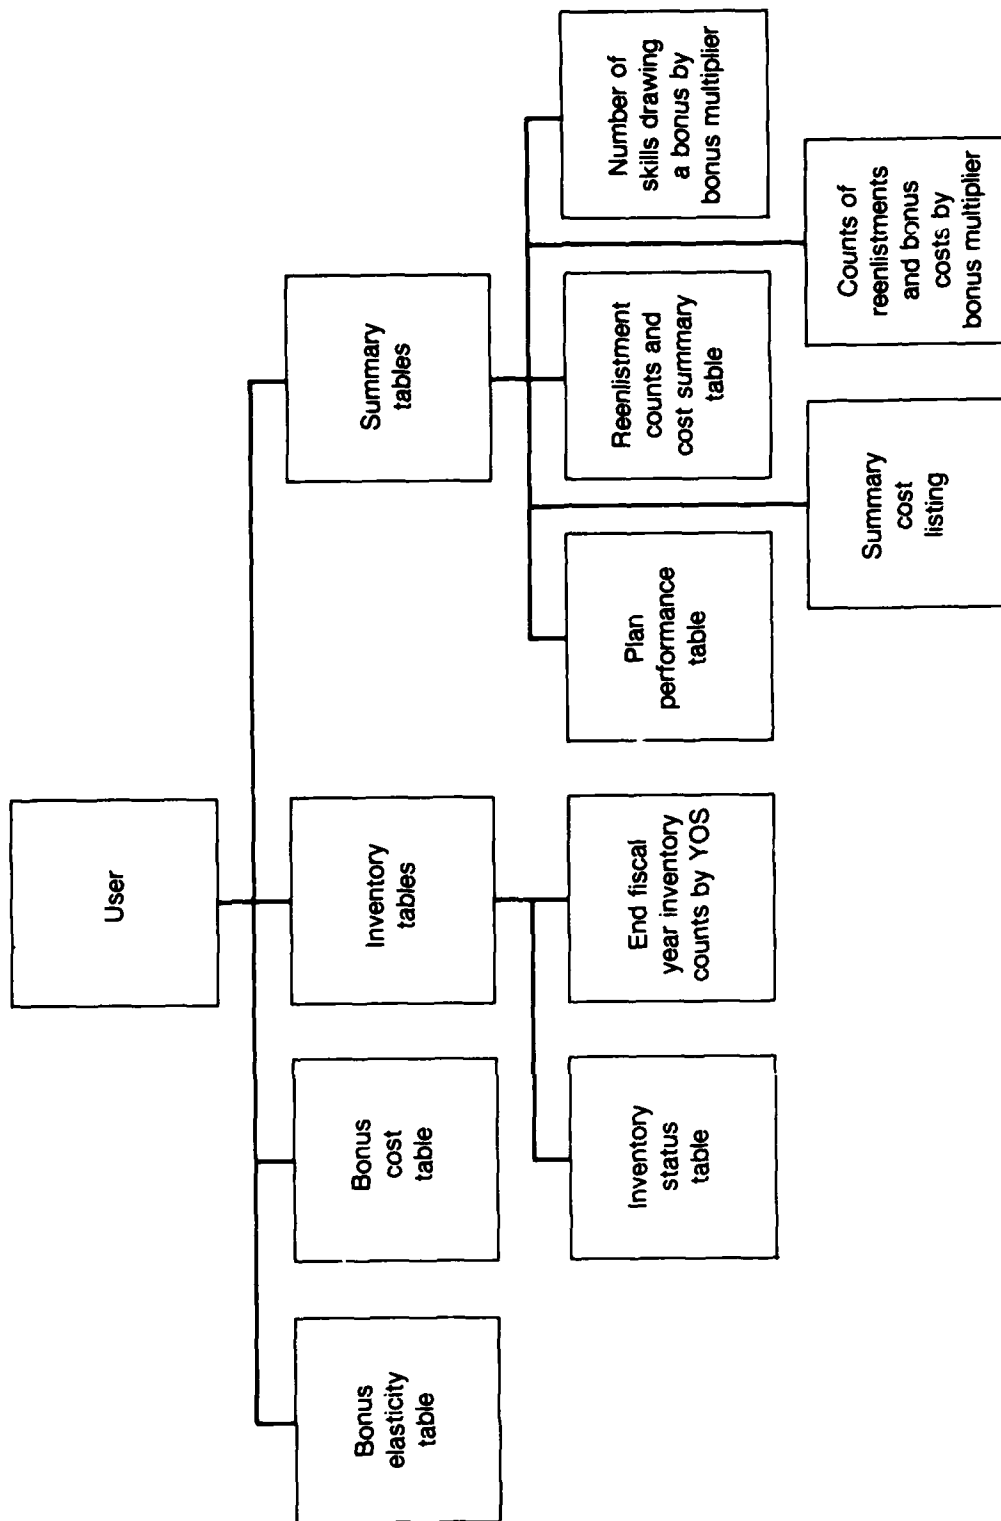 User
Bonus
elasticity
table
Bonus
cost
table
Inventory
tables
Summary
tables
Inventory
status
table
End fiscal
year inventory
counts by YOS
Plan
performance
table
Reenlistment
counts and
cost summary
table
Number of
skills drawing
a bonus by
bonus multiplier
Summary
cost
listing
Counts of
reenlistments
and bonus
costs by
bonus multiplier